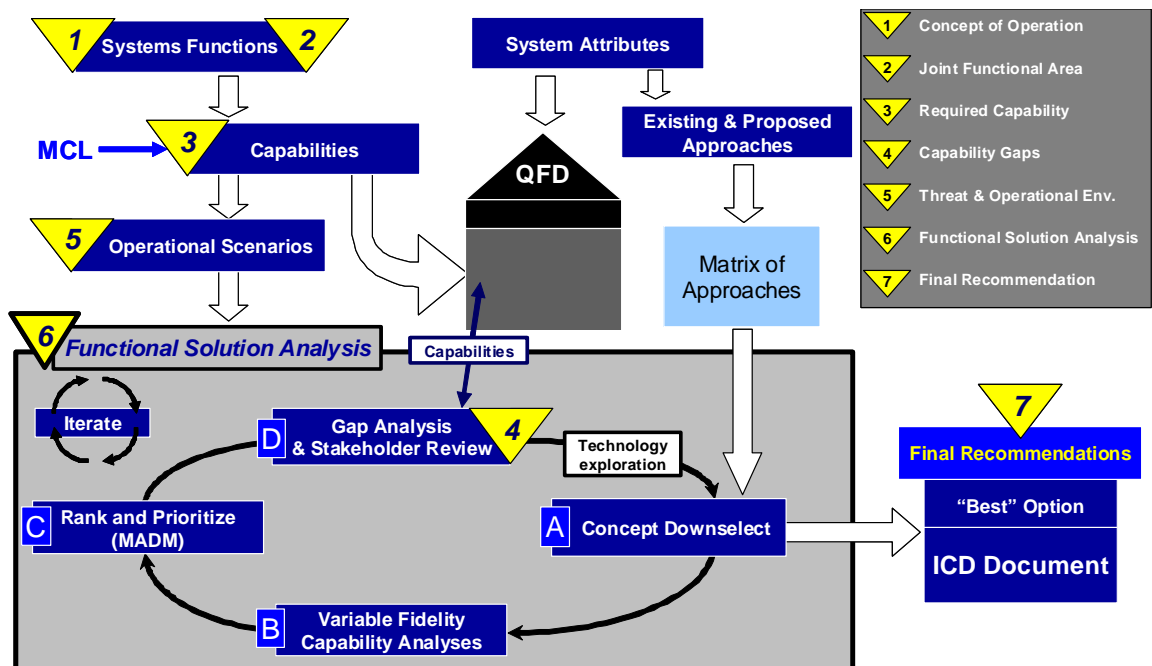 1
Systems Functions
2
System Attributes
MCL
3
Capabilities
Existing & Proposed
Approaches
QFD
5
Operational Scenarios
Matrix of
Approaches
1
Concept of Operation
2
Joint Functional Area
3
Required Capability
4
Capability Gaps
5
Threat & Operational Env.
6
Functional Solution Analysis
7
Final Recommendation
6
Functional Solution Analysis
Capabilities
Iterate
D
Gap Analysis
& Stakeholder Review
4
Technology
exploration
C
Rank and Prioritize
(MADM)
A
Concept Downselect
B
Variable Fidelity
Capability Analyses
7
Final Recommendations
“Best” Option
ICD Document